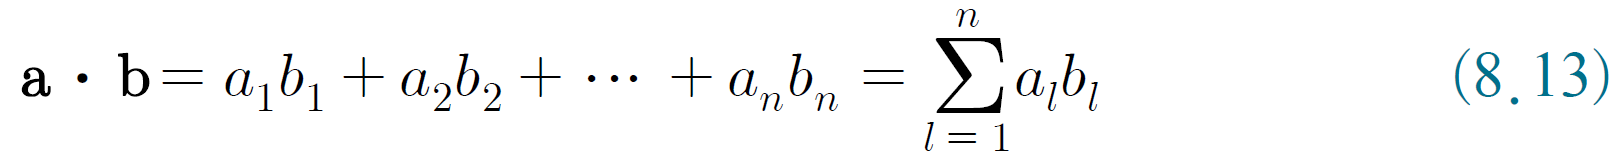 𝐚 · 𝐛 = a₁b₁ + a₂b₂ + ··· + aₙbₙ = ∑ₗ₌₁ⁿ aₗbₗ (8.13)